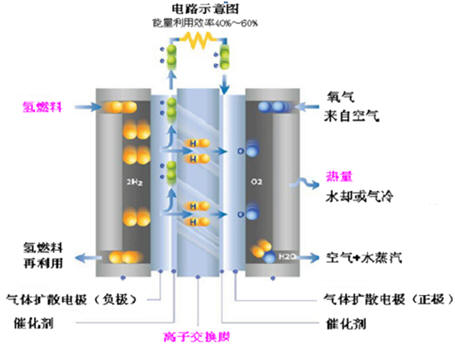 电路示意图
能量利用效率40%～60%
氢燃料
氧气
来自空气
H
H
2H₂
O
O2
热量
水却或气冷
H
H
O
氢燃料
再利用
H2O
空气+水蒸汽
气体扩散电极（负极）
气体扩散电极（正极）
催化剂
催化剂
离子交换膜